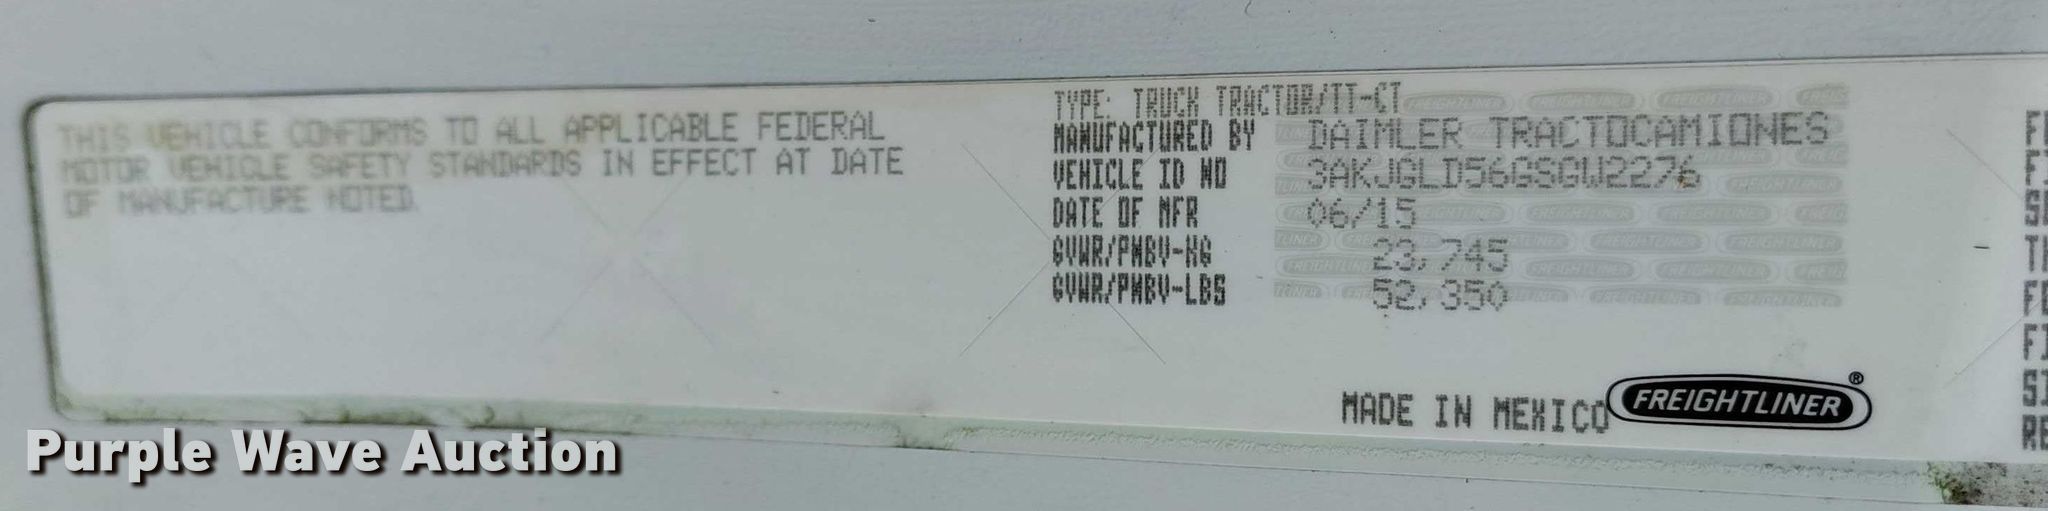 THIS VEHICLE CONFORMS TO ALL APPLICABLE FEDERAL
MOTOR VEHICLE SAFETY STANDARDS IN EFFECT AT DATE
OF MANUFACTURE NOTED.
TYPE: TRUCK TRACTOR/TT-CT
MANUFACTURED BY DAIMLER TRACTOCAMIONES
VEHICLE ID NO 3AKJGLD56GSGW2276
DATE OF MFR 06/15
GVWR/PMBV-KG 23,745
GVWR/PMBV-LBS 52,350
MADE IN MEXICO FREIGHTLINER®
Purple Wave Auction